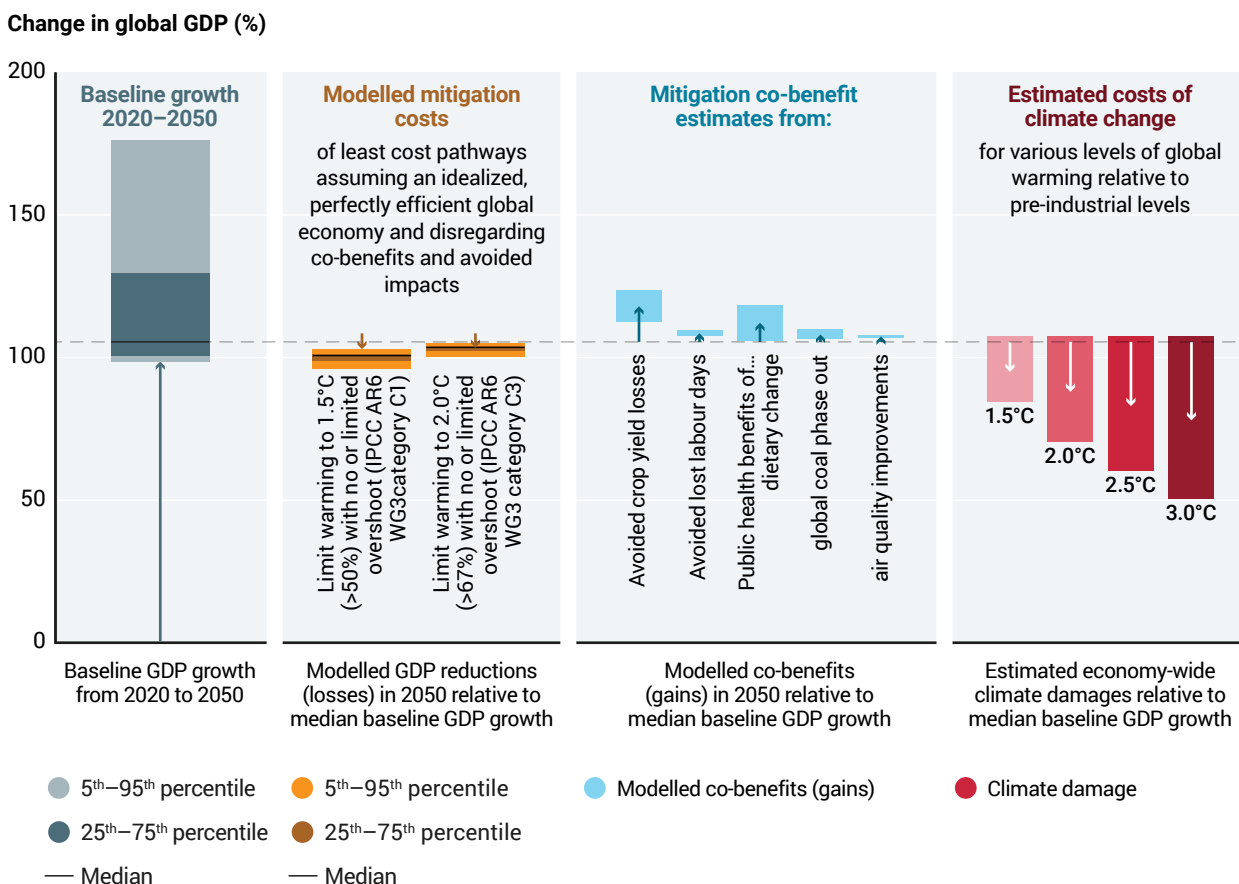 Change in global GDP (%)
200
150
100
50
0
Baseline growth
2020–2050
Modelled mitigation
costs
of least cost pathways
assuming an idealized,
perfectly efficient global
economy and disregarding
co-benefits and avoided
impacts
Mitigation co-benefit
estimates from:
Estimated costs of
climate change
for various levels of global
warming relative to
pre-industrial levels
Limit warming to 1.5°C
(>50%) with no or limited
overshoot (IPCC AR6
WG3category C1)
Limit warming to 2.0°C
(>67%) with no or limited
overshoot (IPCC AR6
WG3 category C3)
Avoided crop yield losses
Avoided lost labour days
Public health benefits of...
dietary change
global coal phase out
air quality improvements
1.5°C
2.0°C
2.5°C
3.0°C
Baseline GDP growth
from 2020 to 2050
Modelled GDP reductions
(losses) in 2050 relative to
median baseline GDP growth
Modelled co-benefits
(gains) in 2050 relative to
median baseline GDP growth
Estimated economy-wide
climate damages relative to
median baseline GDP growth
5th–95th percentile
25th–75th percentile
Median
5th–95th percentile
25th–75th percentile
Median
Modelled co-benefits (gains)
Climate damage